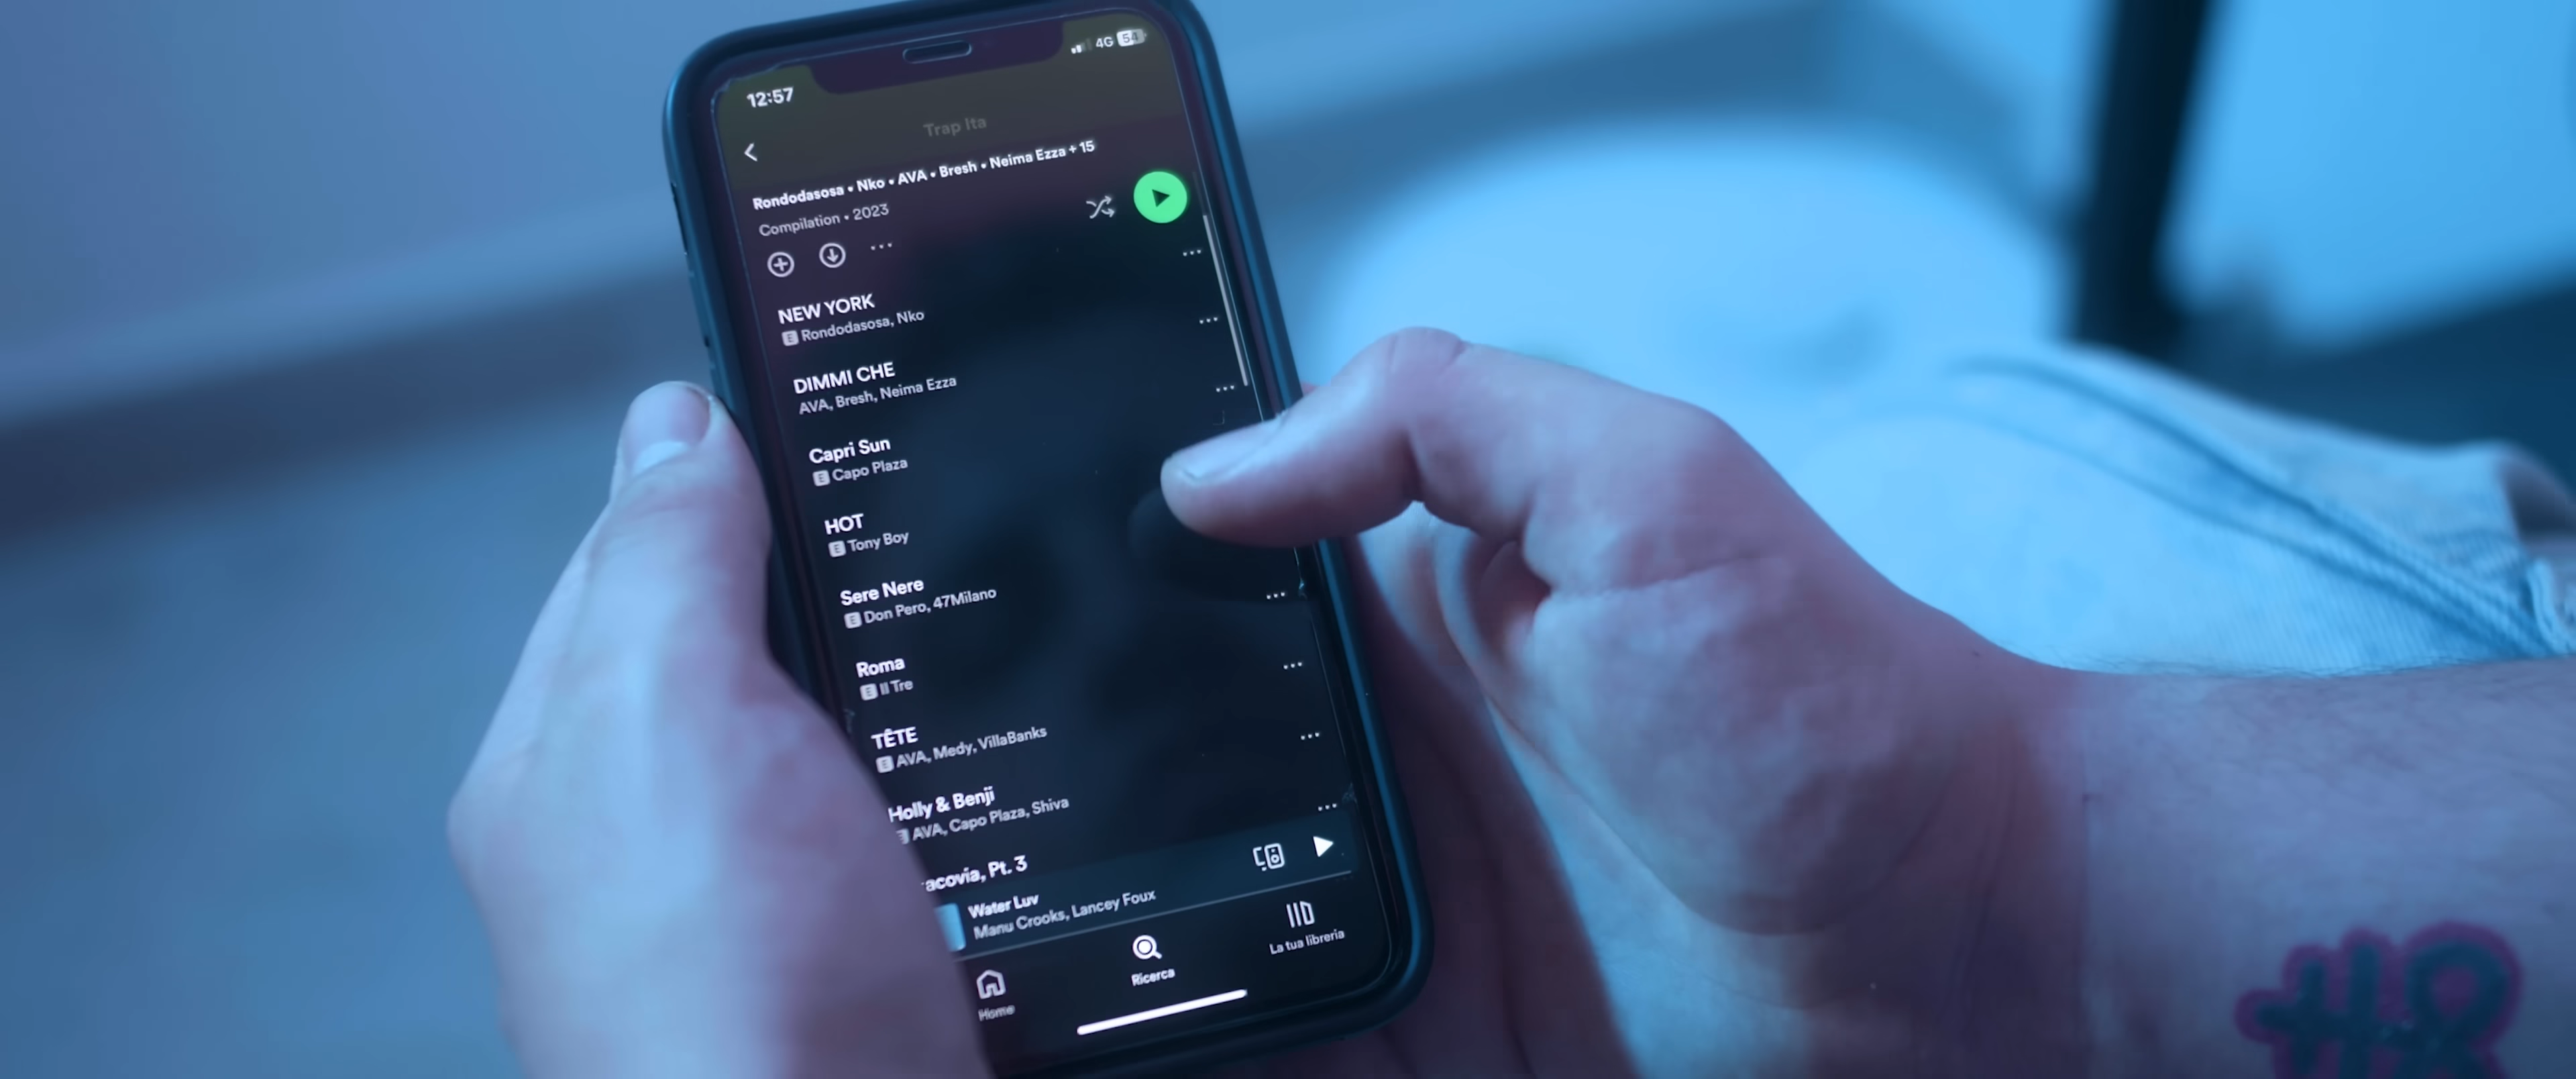 12:57
4G 54
Trap Ita
Rondodasosa • Nko • AVA • Bresh • Neima Ezza + 15
Compilation • 2023
NEW YORK
E Rondodasosa, Nko
DIMMI CHE
AVA, Bresh, Neima Ezza
Capri Sun
E Capo Plaza
HOT
E Tony Boy
Sere Nere
E Don Pero, 47Milano
Roma
E Il Tre
TÊTE
E AVA, Medy, VillaBanks
Holly & Benji
E AVA, Capo Plaza, Shiva
acovia, Pt. 3
Water Luv
Manu Crooks, Lancey Foux
Home
Ricerca
La tua libreria